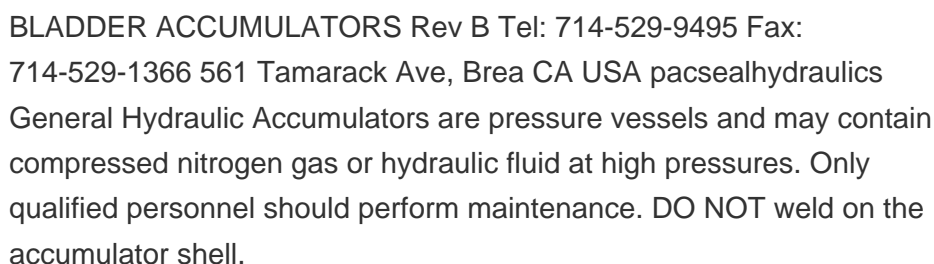 BLADDER ACCUMULATORS Rev B Tel: 714-529-9495 Fax:
714-529-1366 561 Tamarack Ave, Brea CA USA pacsealhydraulics
General Hydraulic Accumulators are pressure vessels and may contain
compressed nitrogen gas or hydraulic fluid at high pressures. Only
qualified personnel should perform maintenance. DO NOT weld on the
accumulator shell.